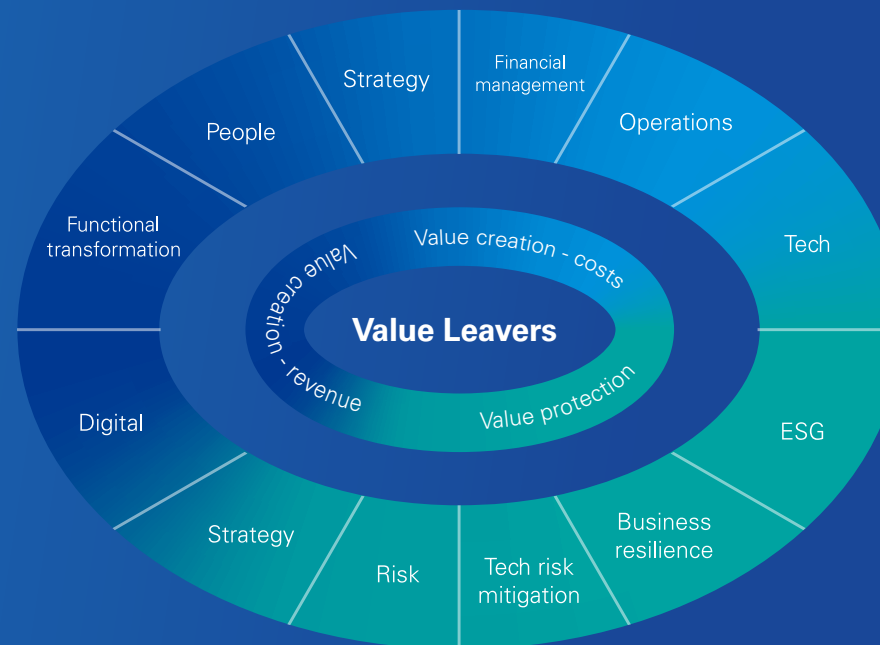 Strategy
Financial
management
Operations
Tech
ESG
Business
resilience
Tech risk
mitigation
Risk
Strategy
Digital
Functional
transformation
People
Value creation - costs
Value protection
Value creation - revenue
Value Leavers